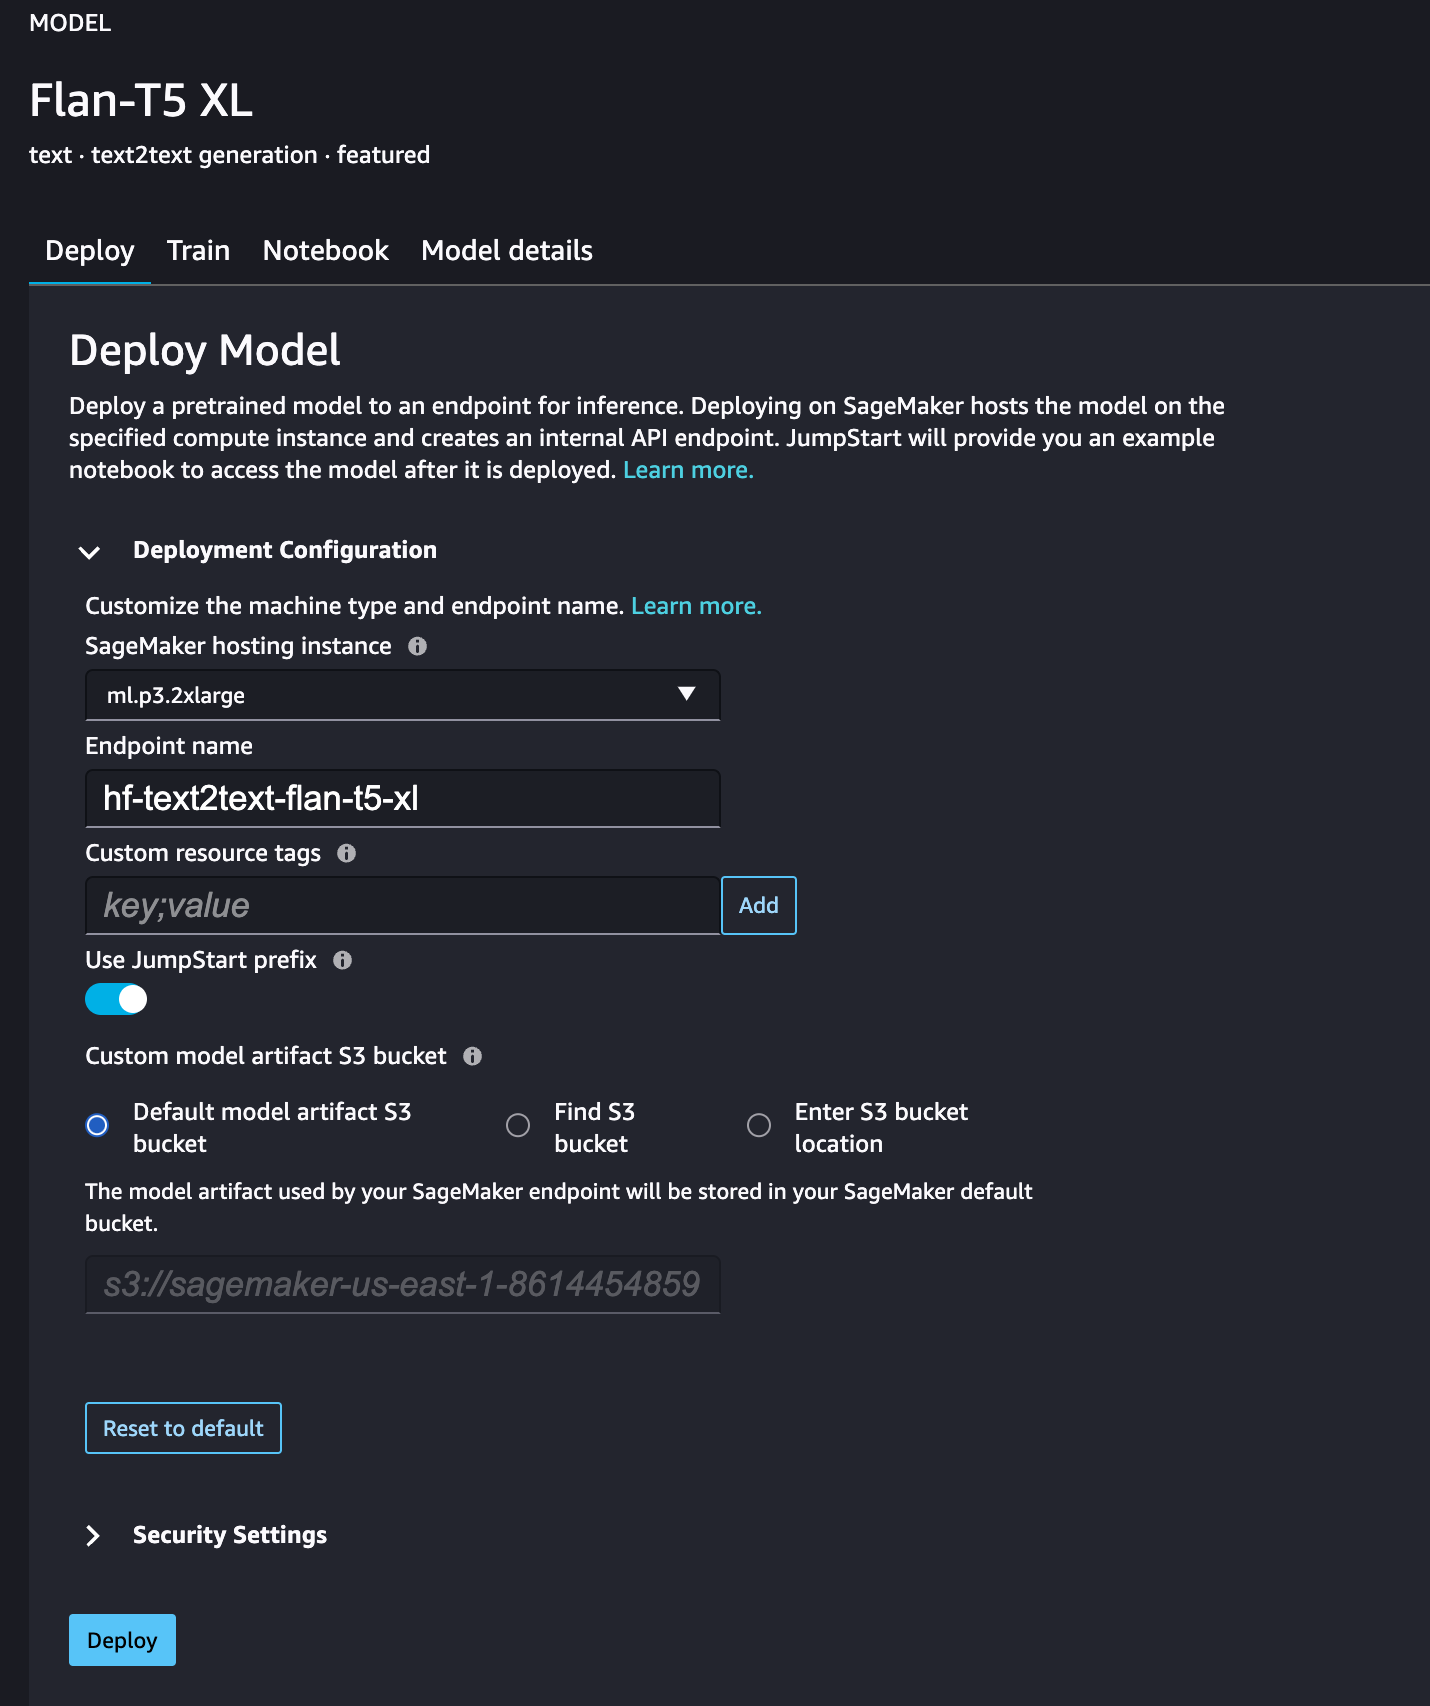 MODEL
Flan-T5 XL
text · text2text generation · featured
Deploy Train Notebook Model details
Deploy Model
Deploy a pretrained model to an endpoint for inference. Deploying on SageMaker hosts the model on the
specified compute instance and creates an internal API endpoint. JumpStart will provide you an example
notebook to access the model after it is deployed. Learn more.
Deployment Configuration
Customize the machine type and endpoint name. Learn more.
SageMaker hosting instance
ml.p3.2xlarge
Endpoint name
hf-text2text-flan-t5-xl
Custom resource tags
key;value
Add
Use JumpStart prefix
Custom model artifact S3 bucket
Default model artifact S3
bucket
Find S3
bucket
Enter S3 bucket
location
The model artifact used by your SageMaker endpoint will be stored in your SageMaker default
bucket.
s3://sagemaker-us-east-1-8614454859
Reset to default
Security Settings
Deploy